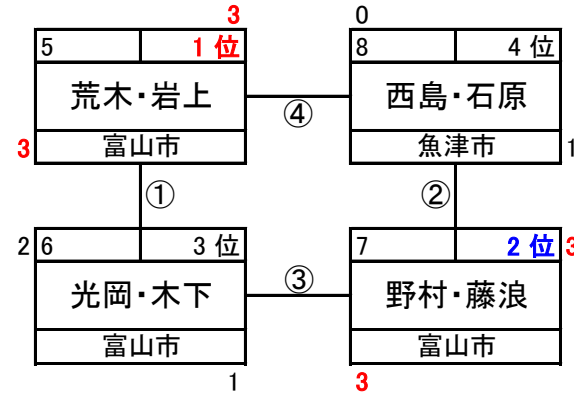 3 0
5 1位 8 4位
荒木・岩上 西島・石原
④
3 富山市 魚津市 1
① ②
2 6 3位 7 2位 3
光岡・木下 ③ 野村・藤浪
富山市 富山市
1 3